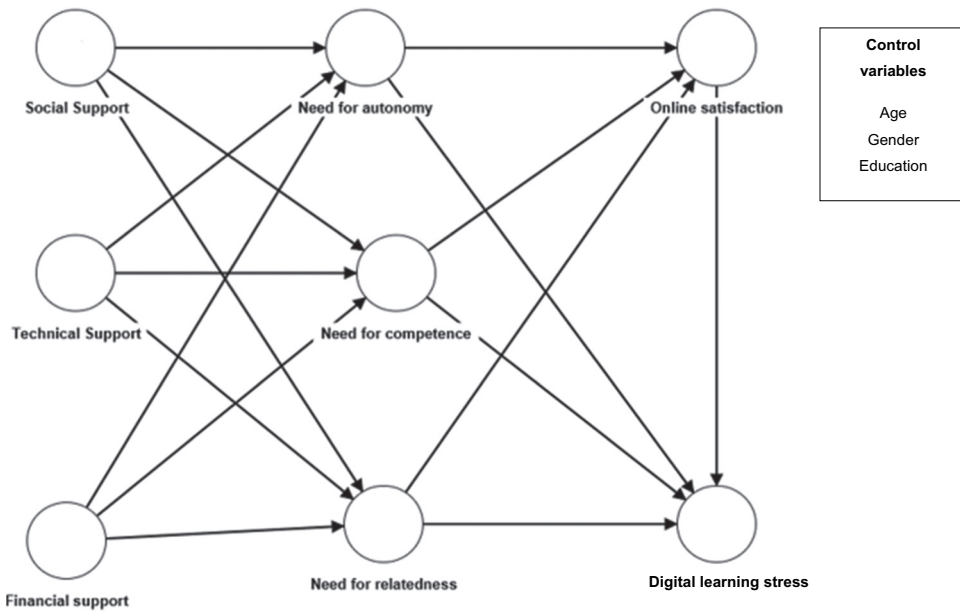 Social Support
Need for autonomy
Online satisfaction
Control
variables
Age
Gender
Education
Technical Support
Need for competence
Financial support
Need for relatedness
Digital learning stress